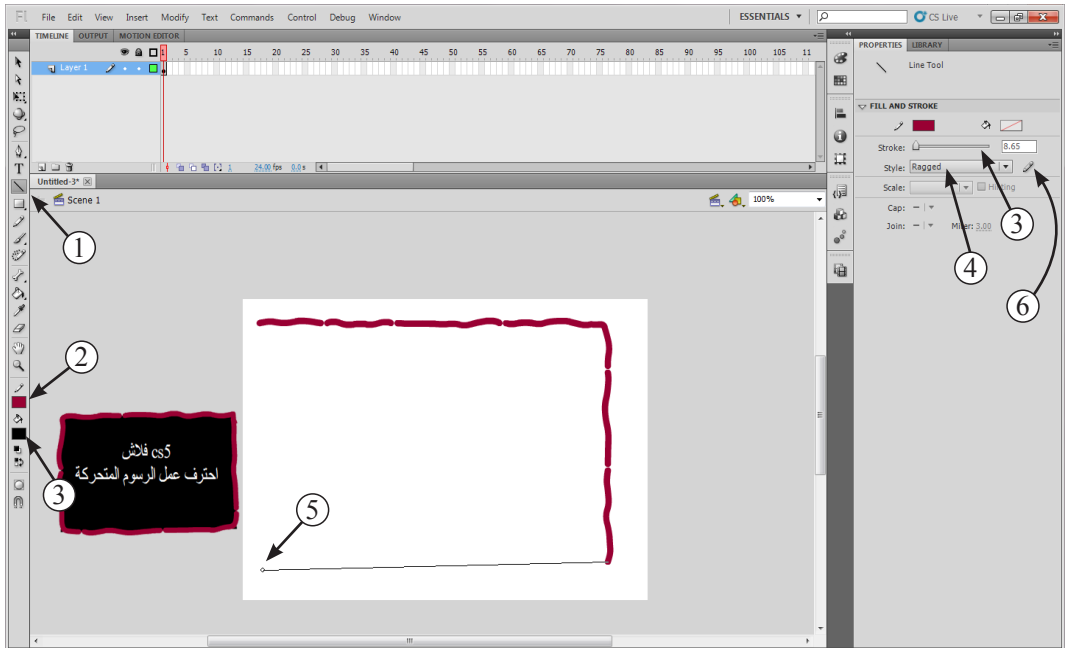 Fl File Edit View Insert Modify Text Commands Control Debug Window ESSENTIALS CS Live
TIMELINE OUTPUT MOTION EDITOR
1 5 10 15 20 25 30 35 40 45 50 55 60 65 70 75 80 85 90 95 100 105 11
Layer 1
1 24.00 fps 0.0 s
Untitled-3*
Scene 1 100%
PROPERTIES LIBRARY
Line Tool
FILL AND STROKE
Stroke: 8.65
Style: Ragged
Scale: Hinting
Cap:
Join: Miter: 3.00
T
1
2
3
3
4
5
6
cs5 فلاش
احترف عمل الرسوم المتحركة